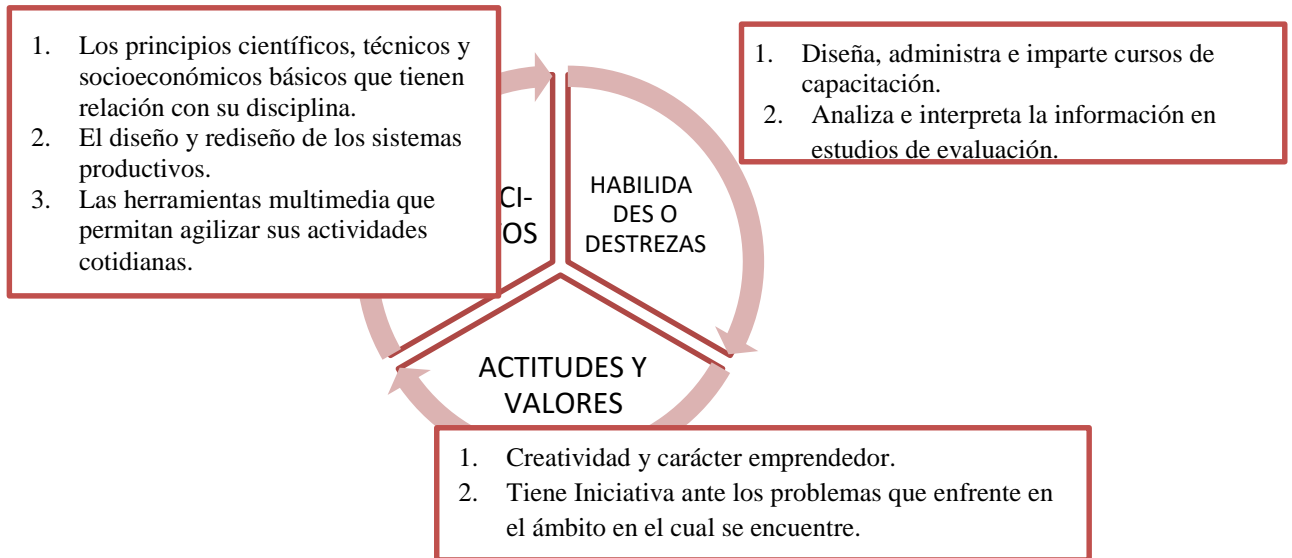 1. Los principios científicos, técnicos y
socioeconómicos básicos que tienen
relación con su disciplina.
2. El diseño y rediseño de los sistemas
productivos.
3. Las herramientas multimedia que
permitan agilizar sus actividades
cotidianas.
1. Diseña, administra e imparte cursos de
capacitación.
2. Analiza e interpreta la información en
estudios de evaluación.
CI-
TOS
HABILIDA
DES O
DESTREZAS
ACTITUDES Y
VALORES
1. Creatividad y carácter emprendedor.
2. Tiene Iniciativa ante los problemas que enfrente en
el ámbito en el cual se encuentre.